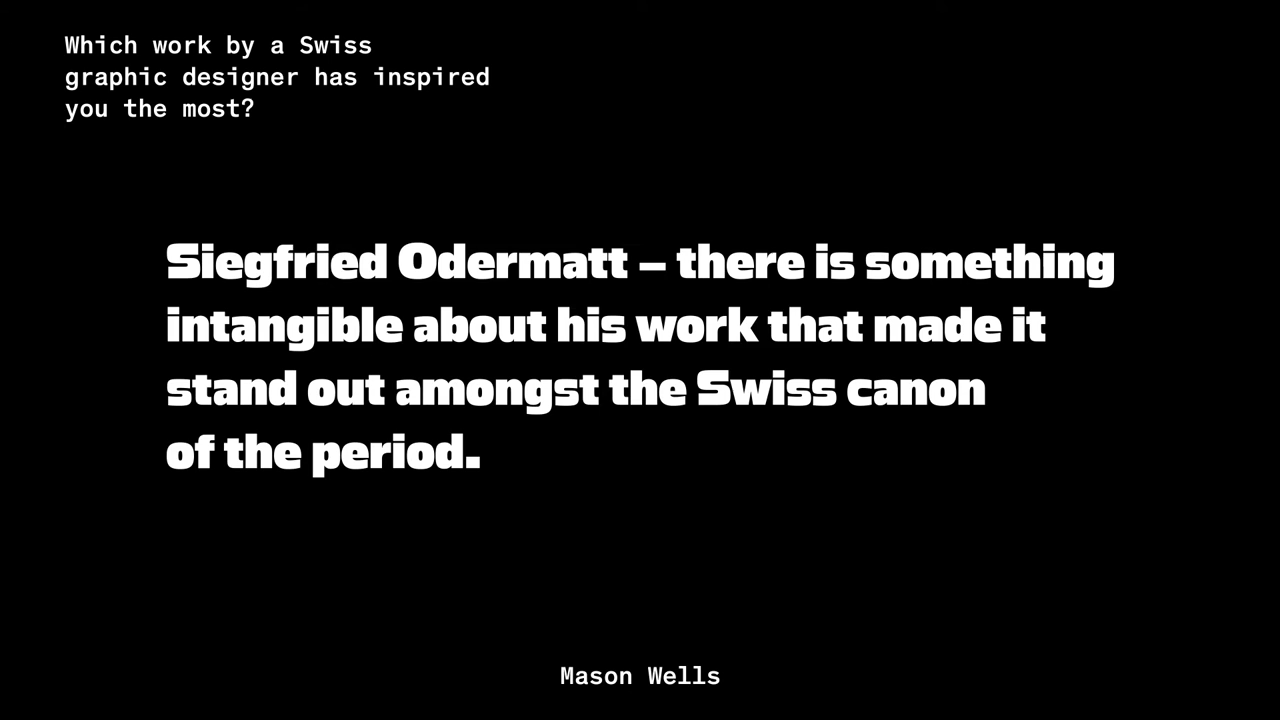 Which work by a Swiss
graphic designer has inspired
you the most?
Siegfried Odermatt – there is something
intangible about his work that made it
stand out amongst the Swiss canon
of the period.
Mason Wells